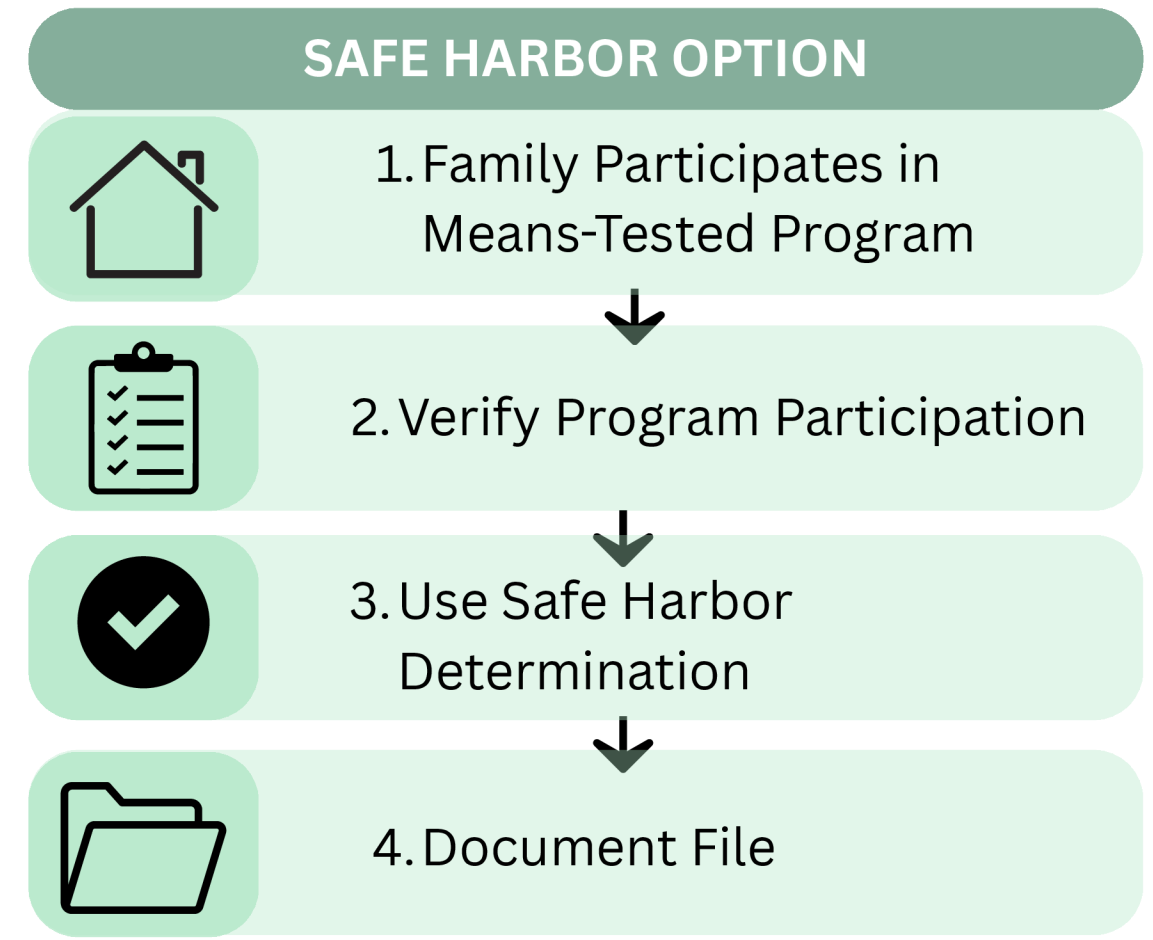 SAFE HARBOR OPTION
1. Family Participates in
Means-Tested Program
2. Verify Program Participation
3. Use Safe Harbor
Determination
4. Document File